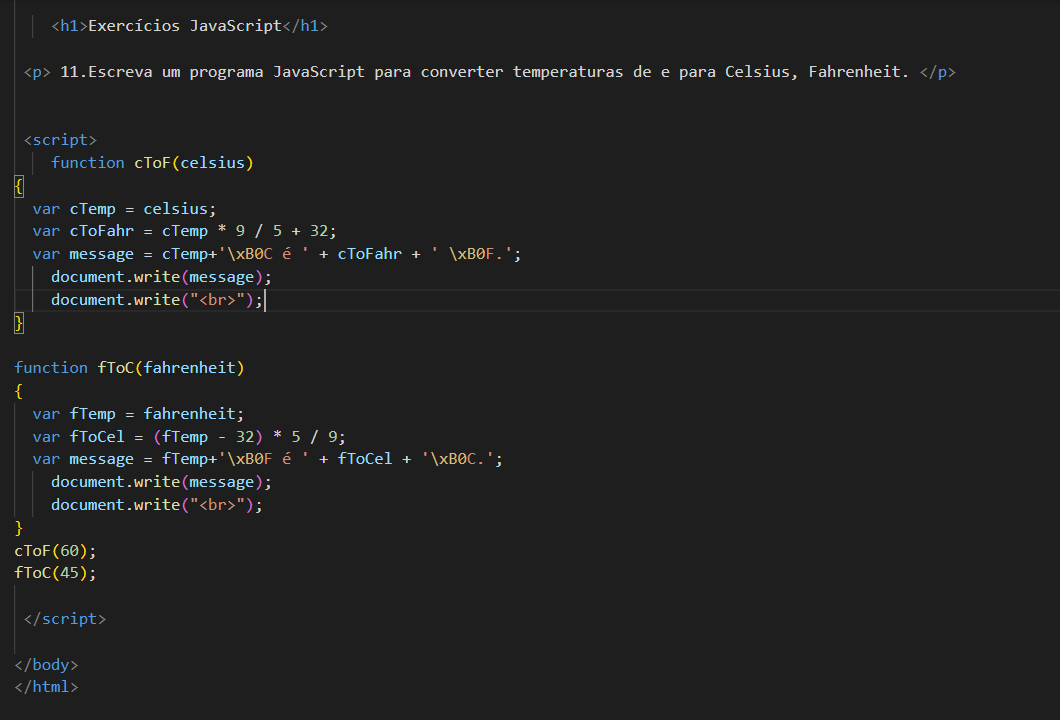 <h1>Exercícios JavaScript</h1>
<p> 11.Escreva um programa JavaScript para converter temperaturas de e para Celsius, Fahrenheit. </p>
<script>
function cToF(celsius)
{
var cTemp = celsius;
var cToFahr = cTemp * 9 / 5 + 32;
var message = cTemp+'\xB0C é ' + cToFahr + ' \xB0F.';
document.write(message);
document.write("<br>");
}
function fToC(fahrenheit)
{
var fTemp = fahrenheit;
var fToCel = (fTemp - 32) * 5 / 9;
var message = fTemp+'\xB0F é ' + fToCel + '\xB0C.';
document.write(message);
document.write("<br>");
}
cToF(60);
fToC(45);
</script>
</body>
</html>